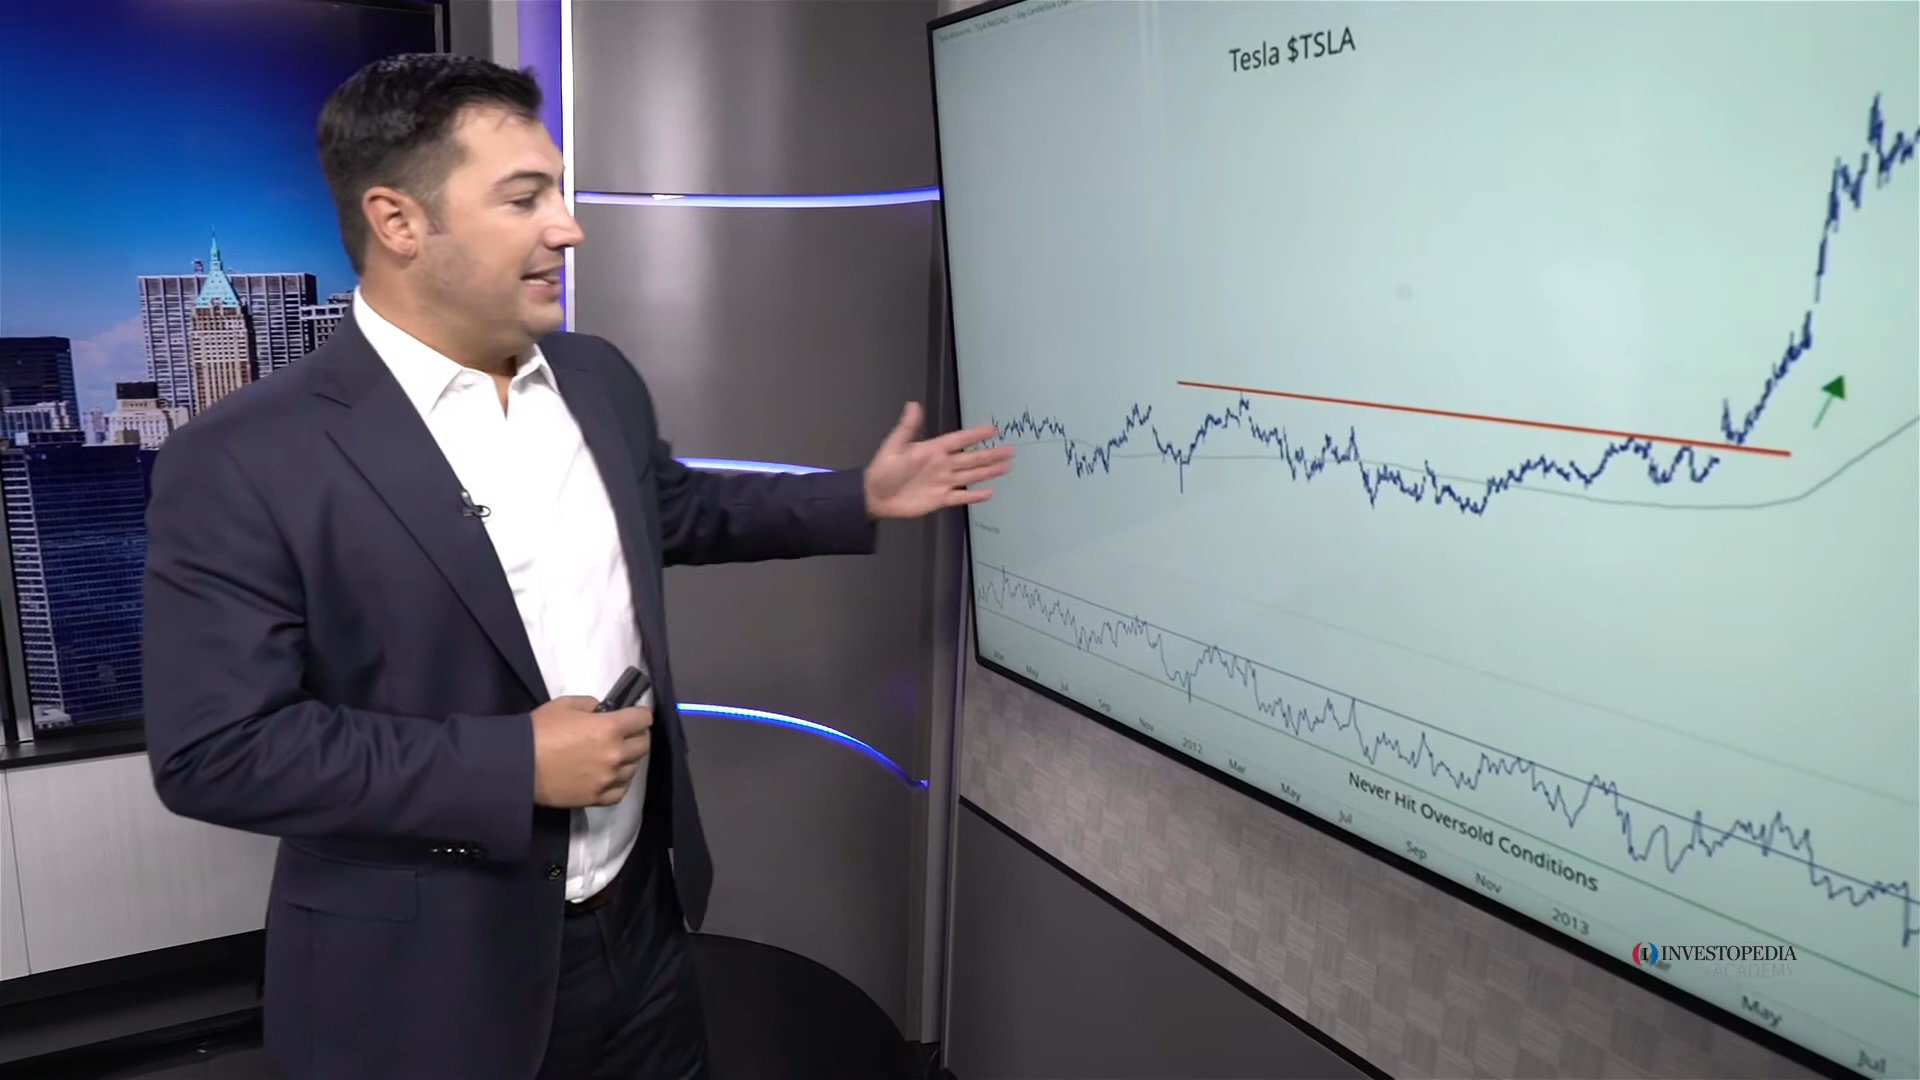 Tesla $TSLA
Mar
May
Jul
Sep
Nov
2012
Mar
May
Jul
Sep
Nov
2013
May
Jul
Never Hit Oversold Conditions
INVESTOPEDIA
ACADEMY